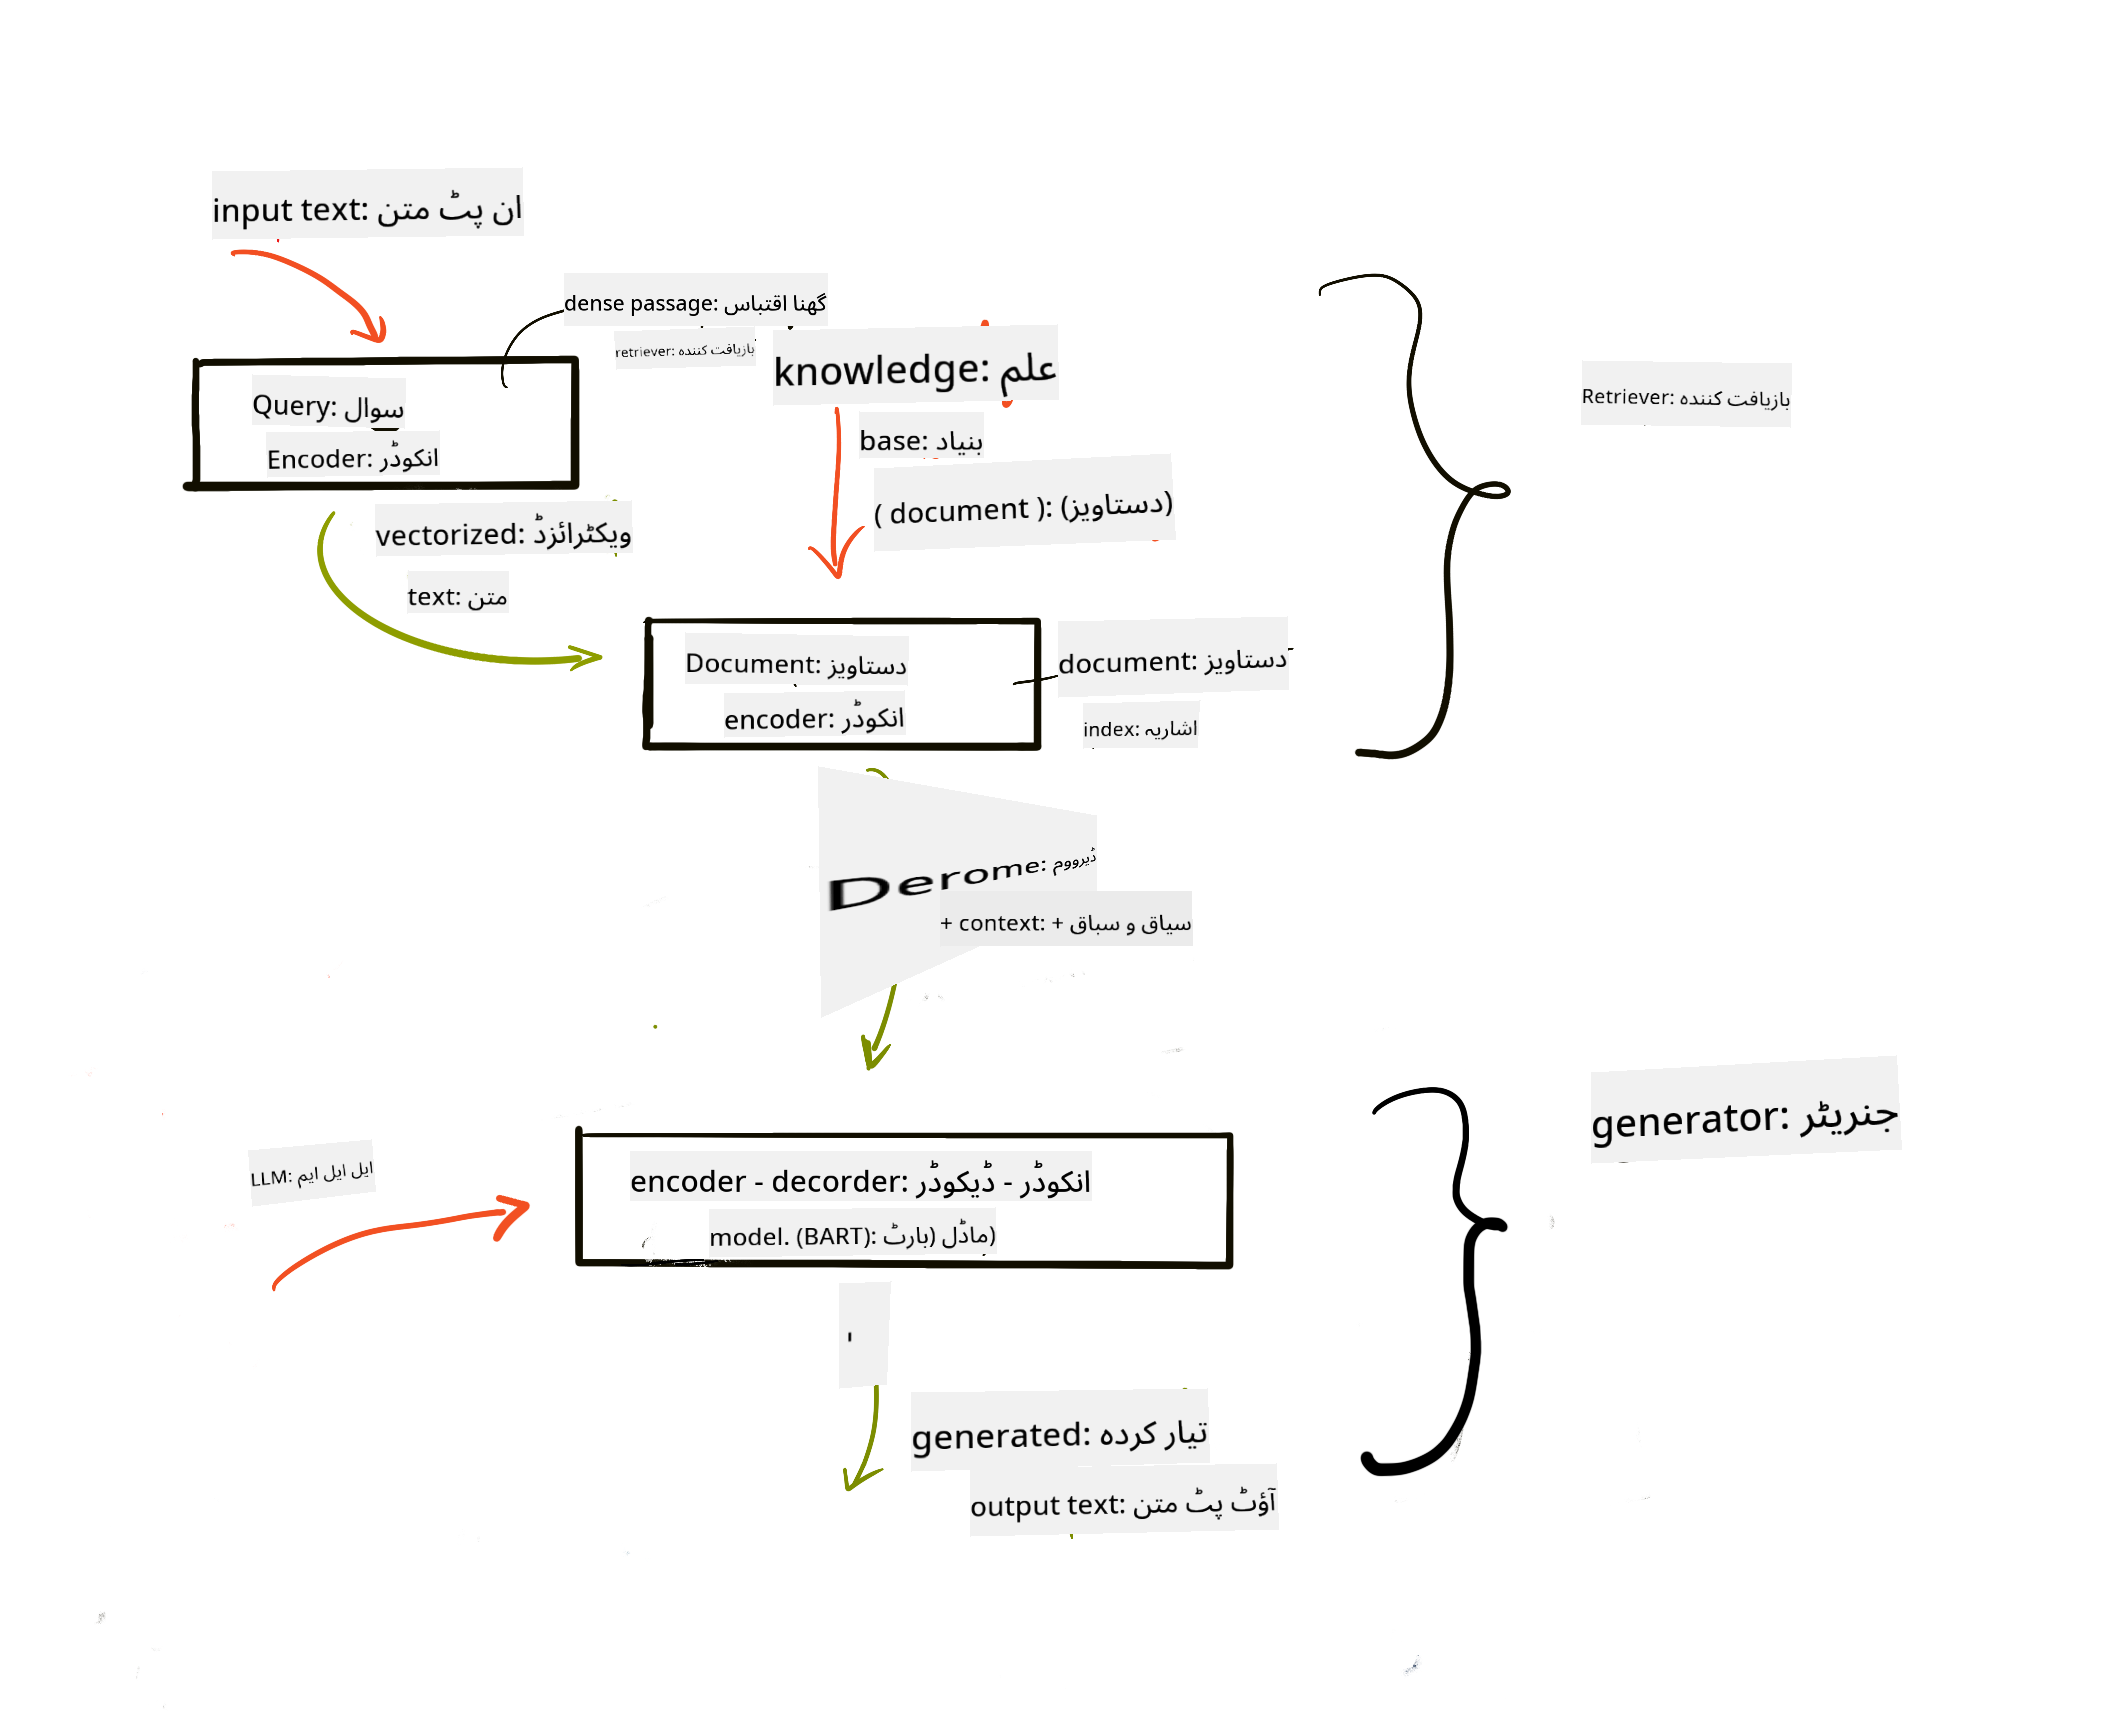 input text: ان پٹ متن
dense passage: گھنا اقتباس
retriever: بازیافت کنندہ
knowledge: علم
base: بنیاد
( document ): (دستاویز)
Query: سوال
Encoder: انکوڈر
Retriever: بازیافت کنندہ
vectorized: ویکٹرائزڈ
text: متن
Document: دستاویز
encoder: انکوڈر
document: دستاویز
index: اشاریہ
Derome: ڈیرووم
+ context: + سیاق و سباق
LLM: ایل ایل ایم
encoder - decorder: انکوڈر - ڈیکوڈر
model. (BART): ماڈل (بارٹ)
generator: جنریٹر
'
generated: تیار کردہ
output text: آؤٹ پٹ متن